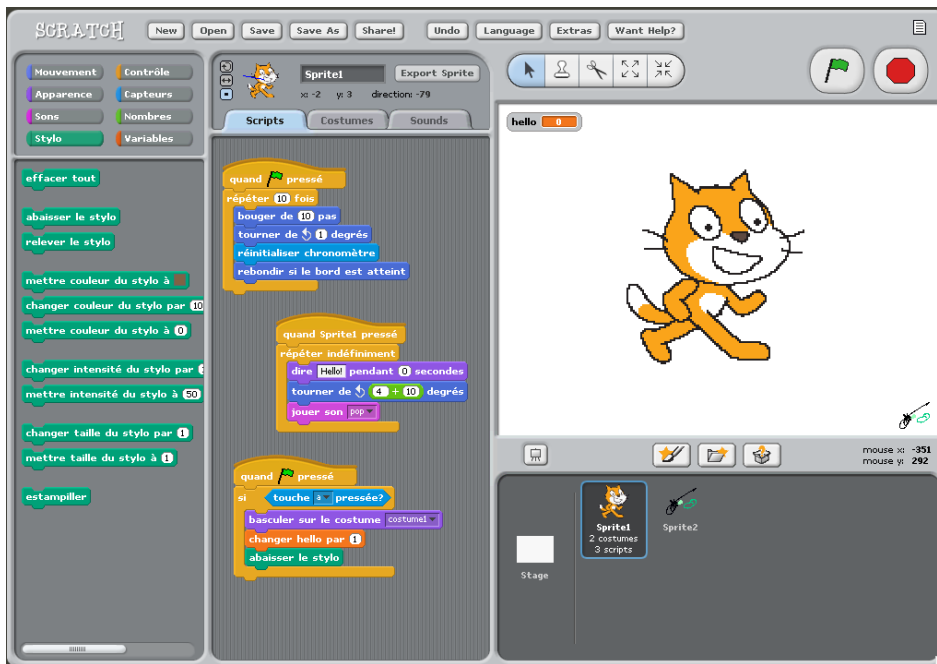 SCRATCH New Open Save Save As Share! Undo Language Extras Want Help?
Mouvement Contrôle
Apparence Capteurs
Sons Nombres
Stylo Variables
Sprite1 Export Sprite
x: -2 y: 3 direction: -79
Scripts Costumes Sounds
effacer tout
abaisser le stylo
relever le stylo
mettre couleur du stylo à
changer couleur du stylo par 10
mettre couleur du stylo à 0
changer intensité du stylo par
mettre intensité du stylo à 50
changer taille du stylo par 1
mettre taille du stylo à 1
estampiller
quand pressé
répéter 10 fois
bouger de 10 pas
tourner de 1 degrés
réinitialiser chronomètre
rebondir si le bord est atteint
quand Sprite1 pressé
répéter indéfiniment
dire Hello! pendant 0 secondes
tourner de 4 + 10 degrés
jouer son pop
quand pressé
si touche a pressée?
basculer sur le costume costume1
changer hello par 1
abaisser le stylo
hello 0
mouse x: -351
mouse y: 292
Stage
Sprite1
2 costumes
3 scripts
Sprite2